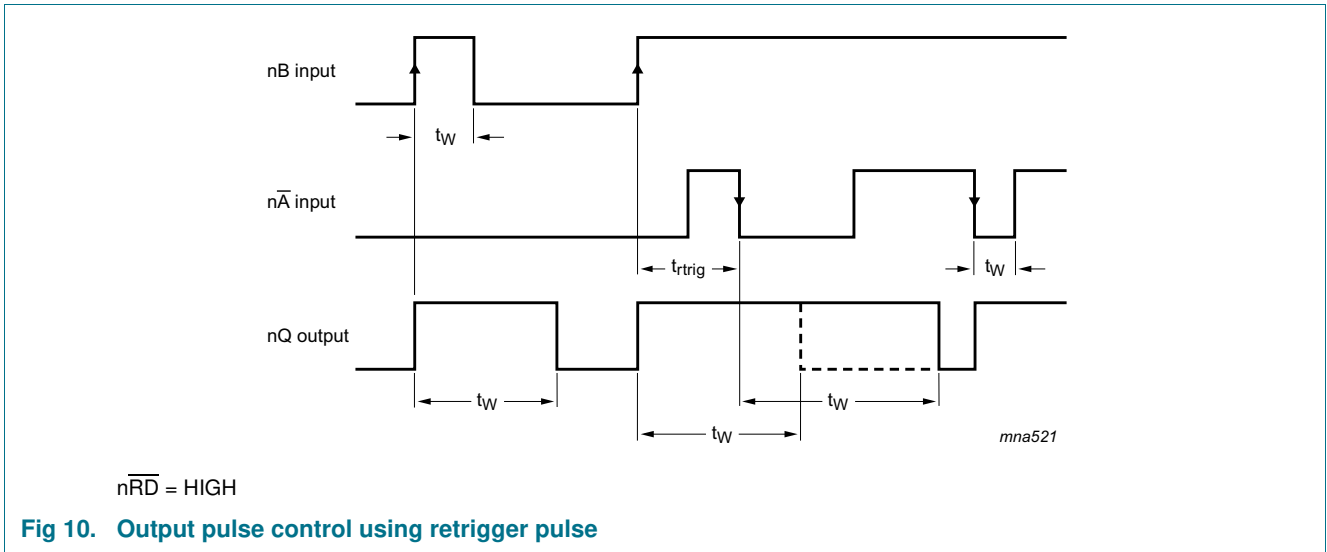 nB input
tW
nA̅ input
trtrig
tW
nQ output
tW
tW
tW
mna521
nR̅D̅ = HIGH
Fig 10. Output pulse control using retrigger pulse